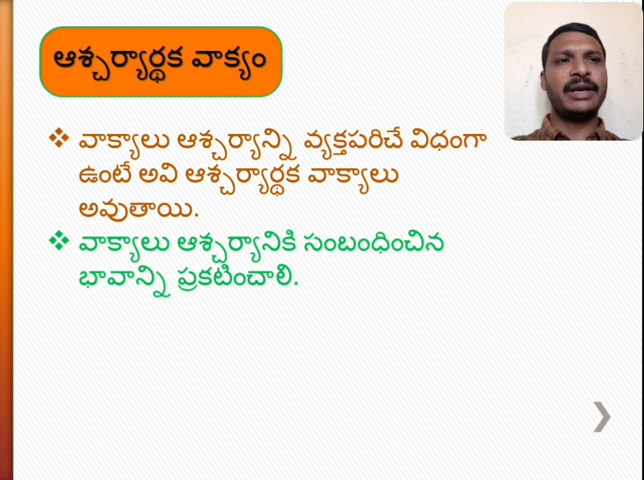 ఆశ్చర్యార్థక వాక్యం
వాక్యాలు ఆశ్చర్యాన్ని వ్యక్తపరిచే విధంగా
ఉంటే అవి ఆశ్చర్యార్థక వాక్యాలు
అవుతాయి.
వాక్యాలు ఆశ్చర్యానికి సంబంధించిన
భావాన్ని ప్రకటించాలి.